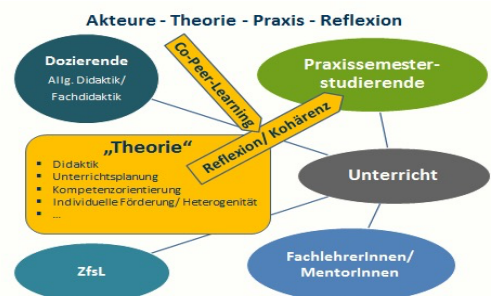 Akteure - Theorie - Praxis - Reflexion
Dozierende
Allg. Didaktik/
Fachdidaktik
Co-Peer-Learning
Praxissemester-
studierende
Reflexion/ Kohärenz
„Theorie“
▪ Didaktik
▪ Unterrichtsplanung
▪ Kompetenzorientierung
▪ Individuelle Förderung/ Heterogenität
▪ ...
Unterricht
ZfsL
FachlehrerInnen/
MentorInnen